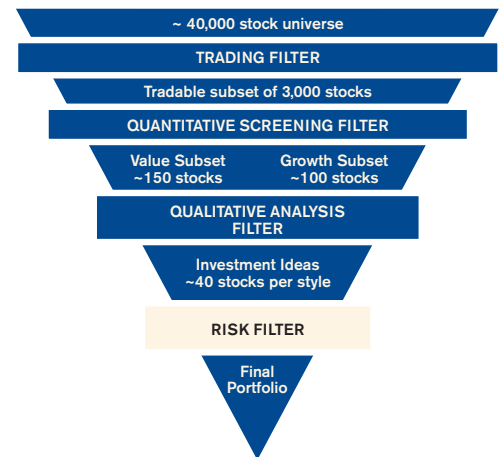 ~ 40,000 stock universe
TRADING FILTER
Tradable subset of 3,000 stocks
QUANTITATIVE SCREENING FILTER
Value Subset
~150 stocks
Growth Subset
~100 stocks
QUALITATIVE ANALYSIS
FILTER
Investment Ideas
~40 stocks per style
RISK FILTER
Final
Portfolio